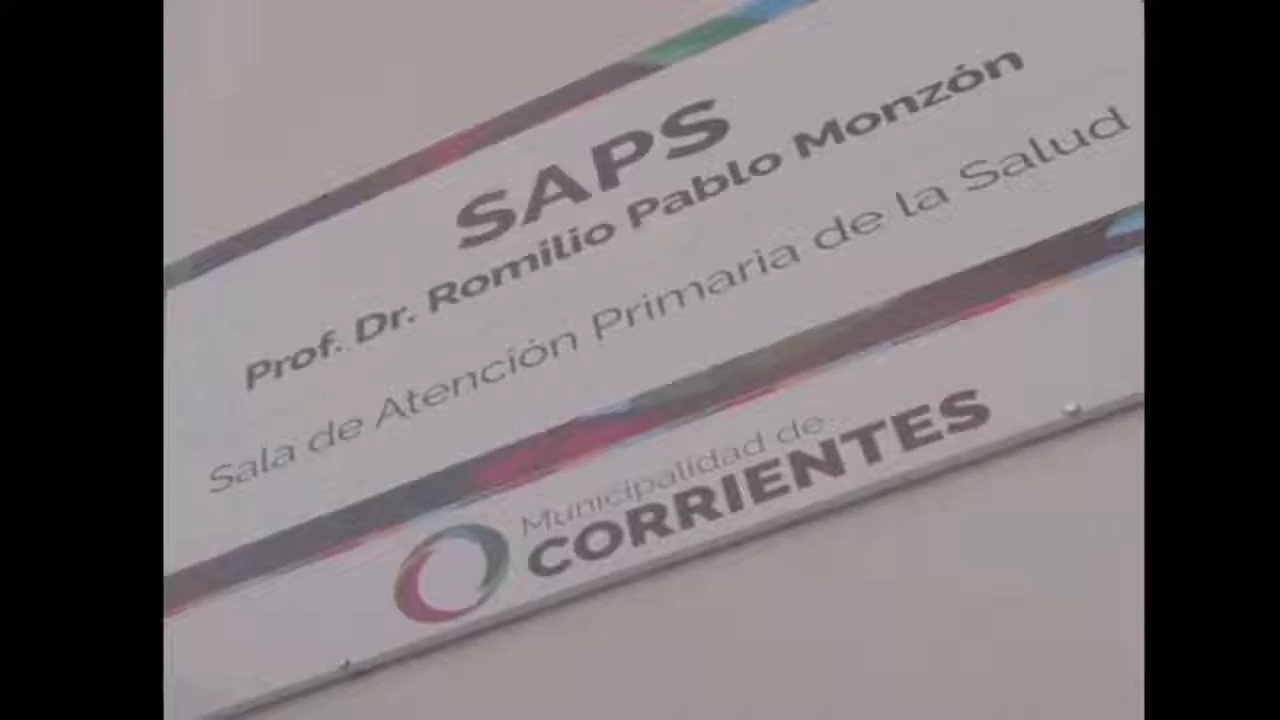 SAPS
Prof. Dr. Romilio Pablo Monzón
Sala de Atención Primaria de la Salud
Municipalidad de
CORRIENTES